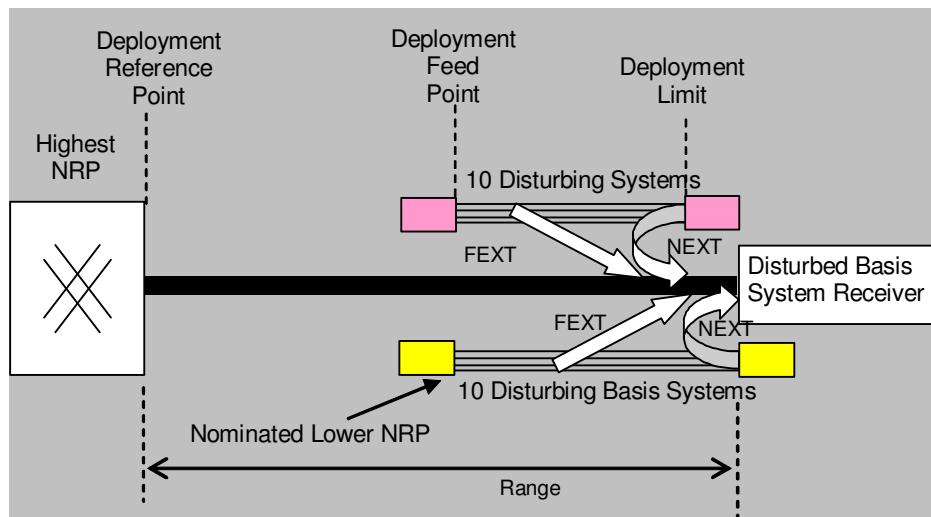 Deployment
Reference
Point
Deployment
Feed
Point
Deployment
Limit
Highest
NRP
10 Disturbing Systems
FEXT
NEXT
Disturbed Basis
System Receiver
FEXT
NEXT
10 Disturbing Basis Systems
Nominated Lower NRP
Range